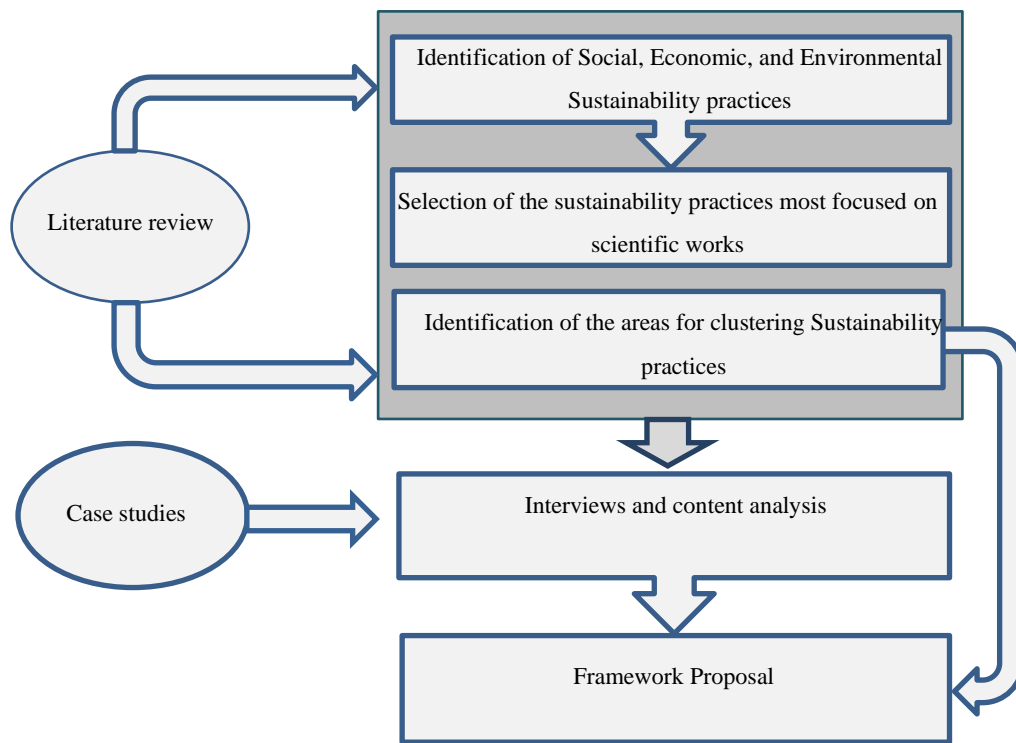 Identification of Social, Economic, and Environmental
Sustainability practices
Literature review
Selection of the sustainability practices most focused on
scientific works
Identification of the areas for clustering Sustainability
practices
Case studies
Interviews and content analysis
Framework Proposal